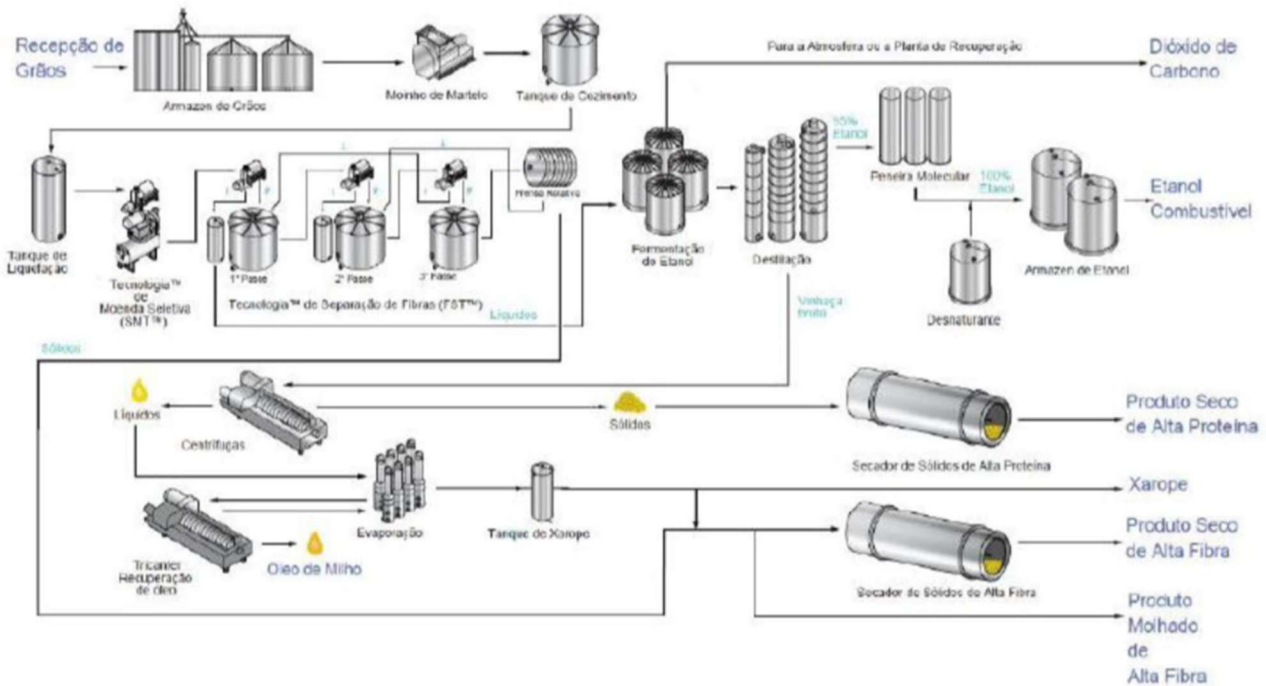 Recepção de
Grãos
Armazen de Grãos
Moinho de Martelo
Tanque de Cozimento
Para a Atmosfera ou a Planta de Recuperação
Dióxido de
Carbono
Tanque de
Liquefação
Tecnologia™
de
Moenda Seletiva
1º Passe
2º Passe
3º Passe
Tecnologia™ de Separação de Fibras (FST™)
Líquidos
Fermentação
do Etanol
Destilação
95%
Etanol
Peneira Molecular
100%
Etanol
Desnaturante
Armazen de Etanol
Etanol
Combustível
Vinhaça
bruto
Sólidos
Líquidos
Centrífugas
Sólidos
Secador de Sólidos de Alta Proteína
Produto Seco
de Alta Proteína
Evaporação
Tanque de Xarope
Xarope
Tricanter
Recuperação
de óleo
Oleo de Milho
Secador de Sólidos de Alta Fibra
Produto Seco
de Alta Fibra
Produto
Molhado
de
Alta Fibra